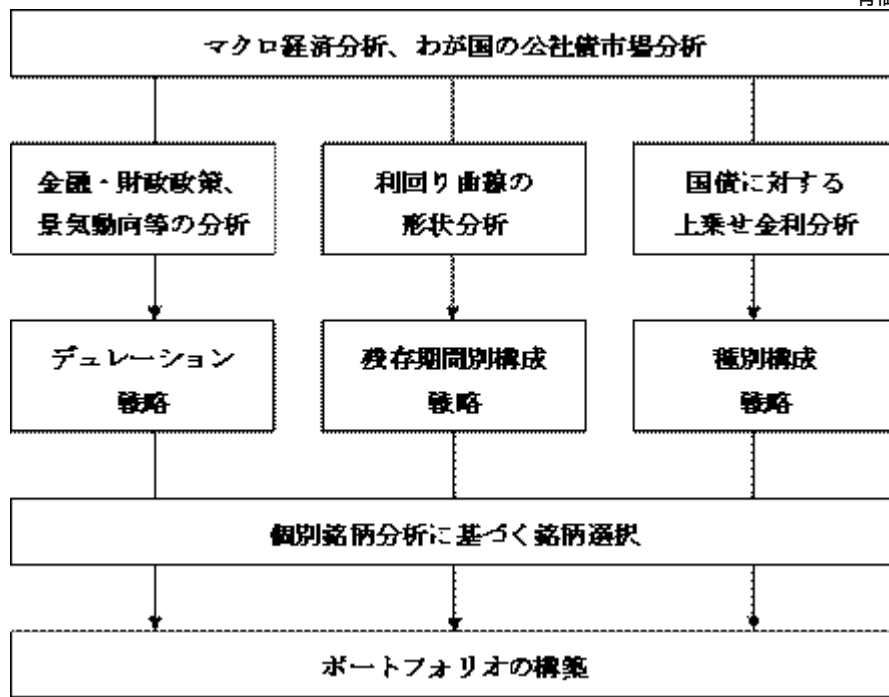 マクロ経済分析、わが国の公社債市場分析
金融・財政政策、
景気動向等の分析
利回り曲線の
形状分析
国債に対する
上乗せ金利分析
デュレーション
戦略
残存期間別構成
戦略
種別構成
戦略
個別銘柄分析に基づく銘柄選択
ポートフォリオの構築